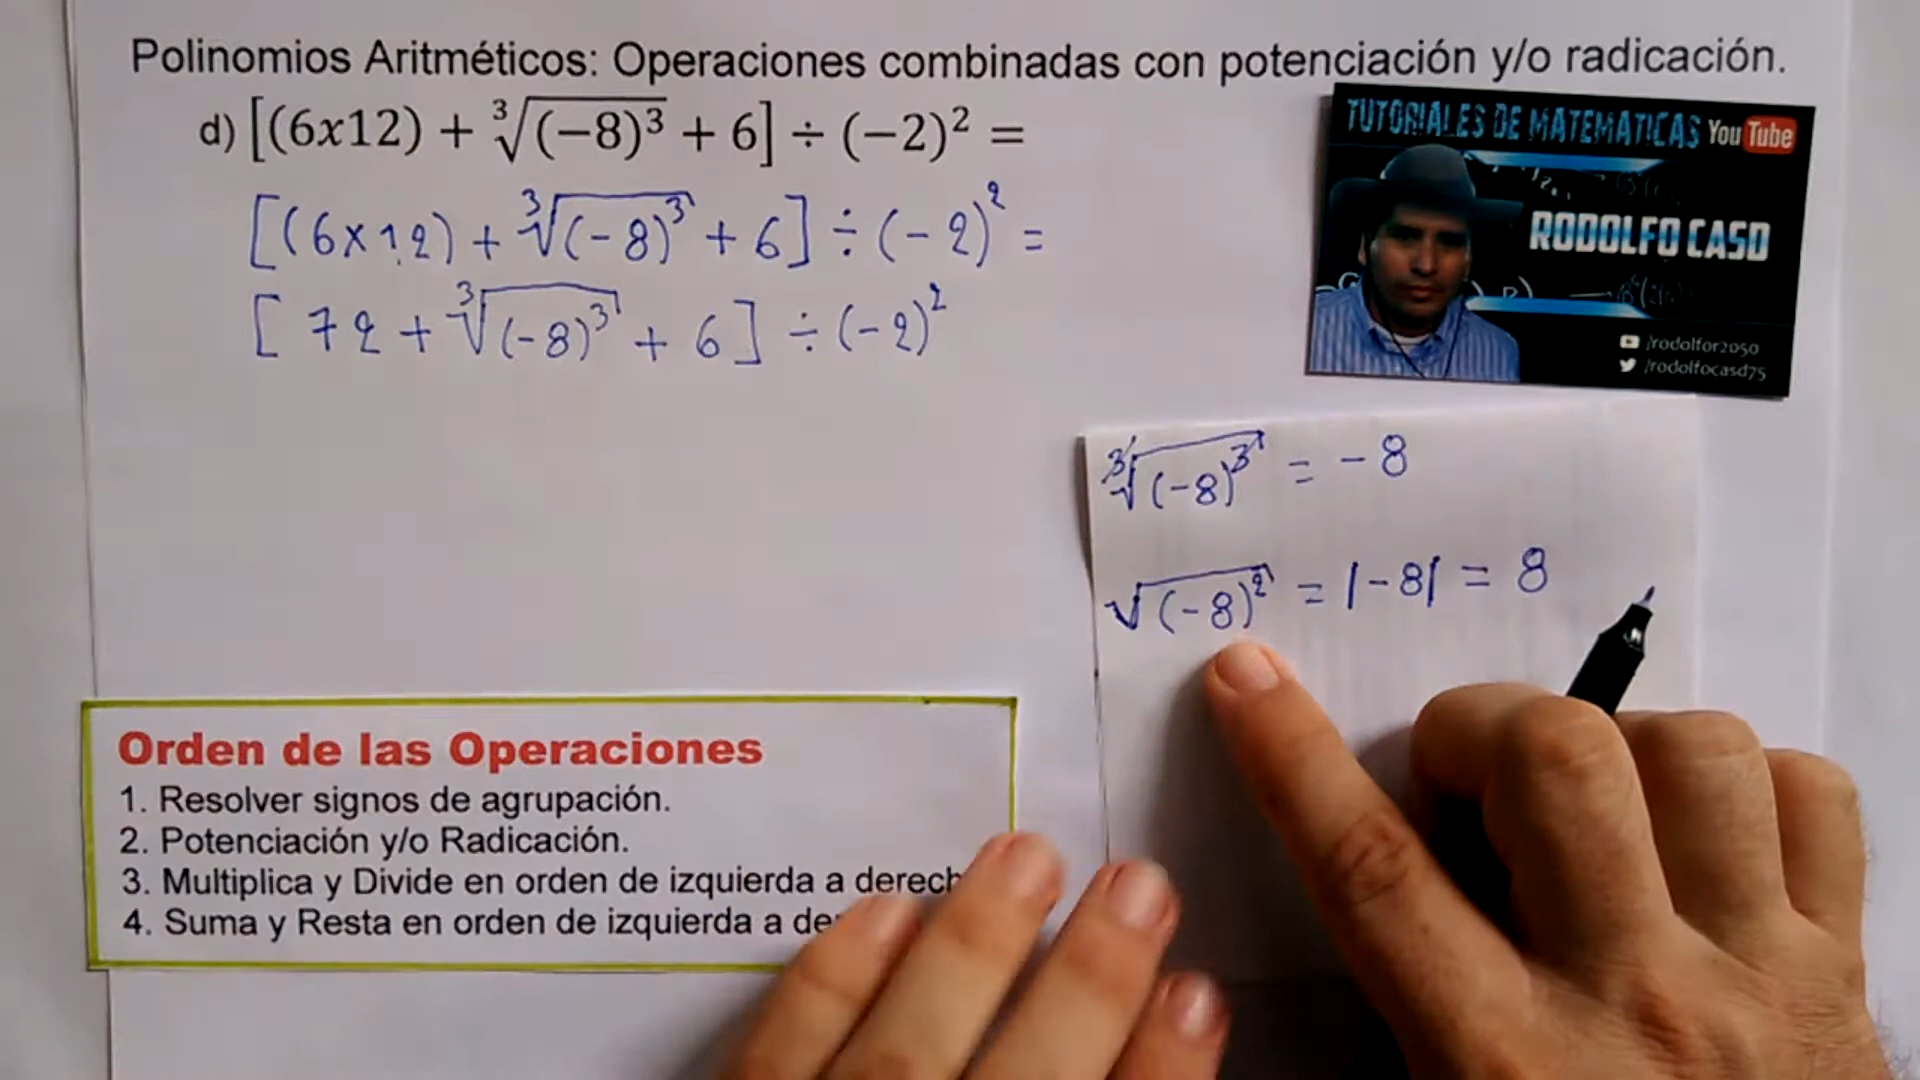 Polinomios Aritméticos: Operaciones combinadas con potenciación y/o radicación.
d) [(6x12) + ∛(−8)³ + 6] ÷ (−2)² =
[(6x12) + ∛(-8)³ + 6] ÷ (-2)² =
[ 72 + ∛(-8)³ + 6 ] ÷ (-2)²
TUTORIALES DE MATEMATICAS YouTube
RODOLFO CASD
/rodolfor2050
/rodolfocasd75
∛(-8)³ = -8
√(-8)² = |-8| = 8
Orden de las Operaciones
1. Resolver signos de agrupación.
2. Potenciación y/o Radicación.
3. Multiplica y Divide en orden de izquierda a derech
4. Suma y Resta en orden de izquierda a de